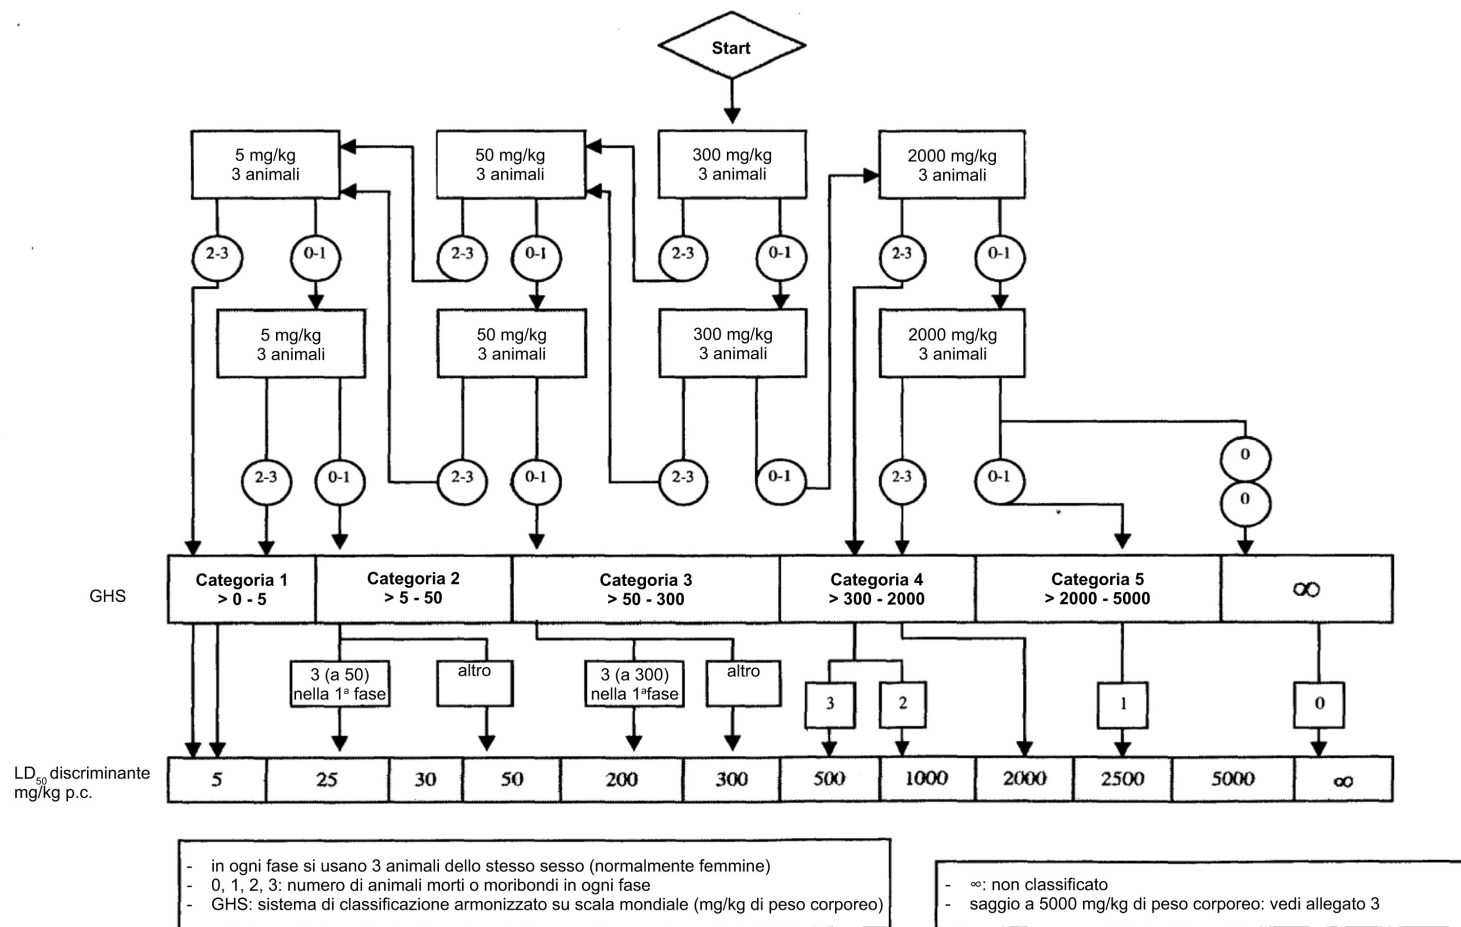 Start
5 mg/kg
3 animali
50 mg/kg
3 animali
300 mg/kg
3 animali
2000 mg/kg
3 animali
2-3
0-1
2-3
0-1
2-3
0-1
2-3
0-1
5 mg/kg
3 animali
50 mg/kg
3 animali
300 mg/kg
3 animali
2000 mg/kg
3 animali
2-3
0-1
2-3
0-1
2-3
0-1
2-3
0-1
0
0
GHS
Categoria 1
> 0 - 5
Categoria 2
> 5 - 50
Categoria 3
> 50 - 300
Categoria 4
> 300 - 2000
Categoria 5
> 2000 - 5000
∞
3 (a 50)
nella 1ª fase
altro
3 (a 300)
nella 1ªfase
altro
3
2
1
0
LD50 discriminante
mg/kg p.c.
5
25
30
50
200
300
500
1000
2000
2500
5000
∞
- in ogni fase si usano 3 animali dello stesso sesso (normalmente femmine)
- 0, 1, 2, 3: numero di animali morti o moribondi in ogni fase
- GHS: sistema di classificazione armonizzato su scala mondiale (mg/kg di peso corporeo)
- ∞: non classificato
- saggio a 5000 mg/kg di peso corporeo: vedi allegato 3